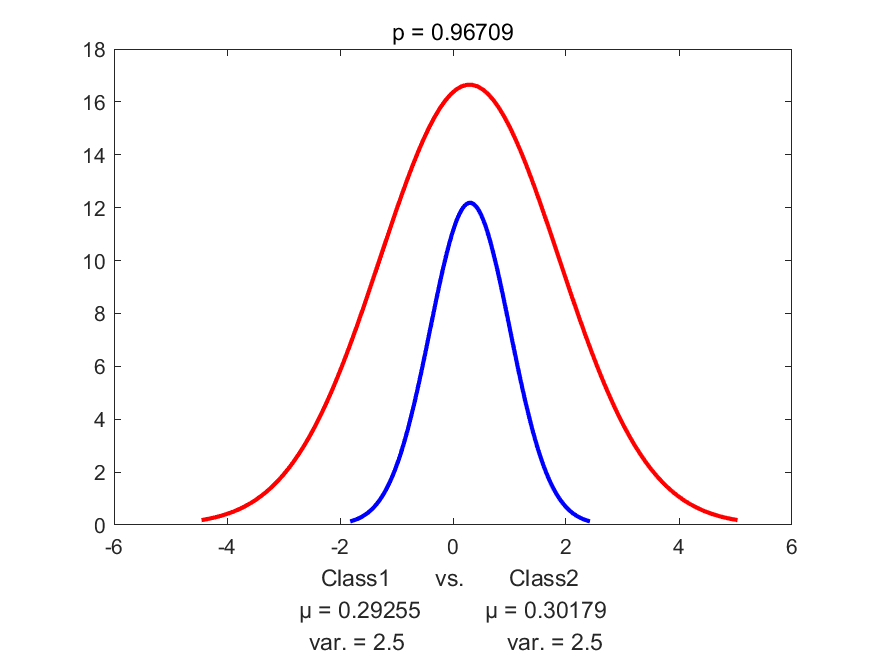 p = 0.96709
18
16
14
12
10
8
6
4
2
0
-6 -4 -2 0 2 4 6
Class1 vs. Class2
μ = 0.29255 μ = 0.30179
var. = 2.5 var. = 2.5